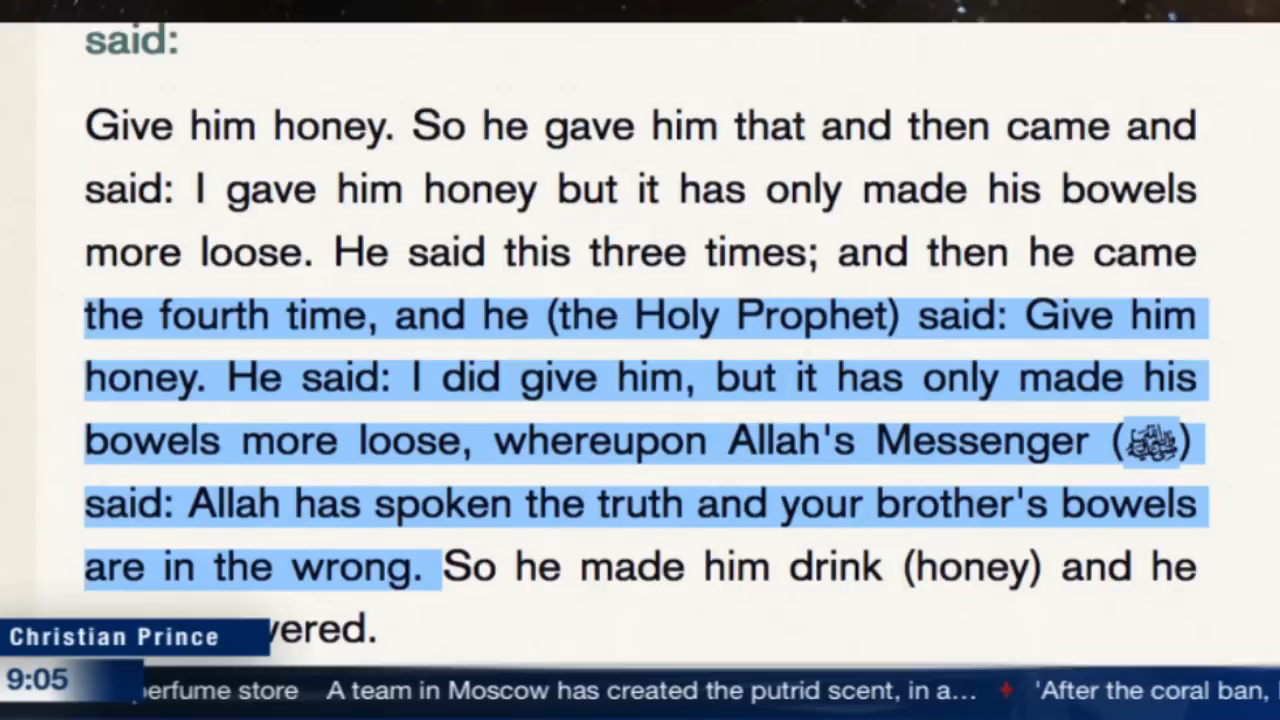 said:
Give him honey. So he gave him that and then came and
said: I gave him honey but it has only made his bowels
more loose. He said this three times; and then he came
the fourth time, and he (the Holy Prophet) said: Give him
honey. He said: I did give him, but it has only made his
bowels more loose, whereupon Allah's Messenger (ﷺ)
said: Allah has spoken the truth and your brother's bowels
are in the wrong. So he made him drink (honey) and he
vered.
Christian Prince
9:05
erfume store A team in Moscow has created the putrid scent, in a... 'After the coral ban,